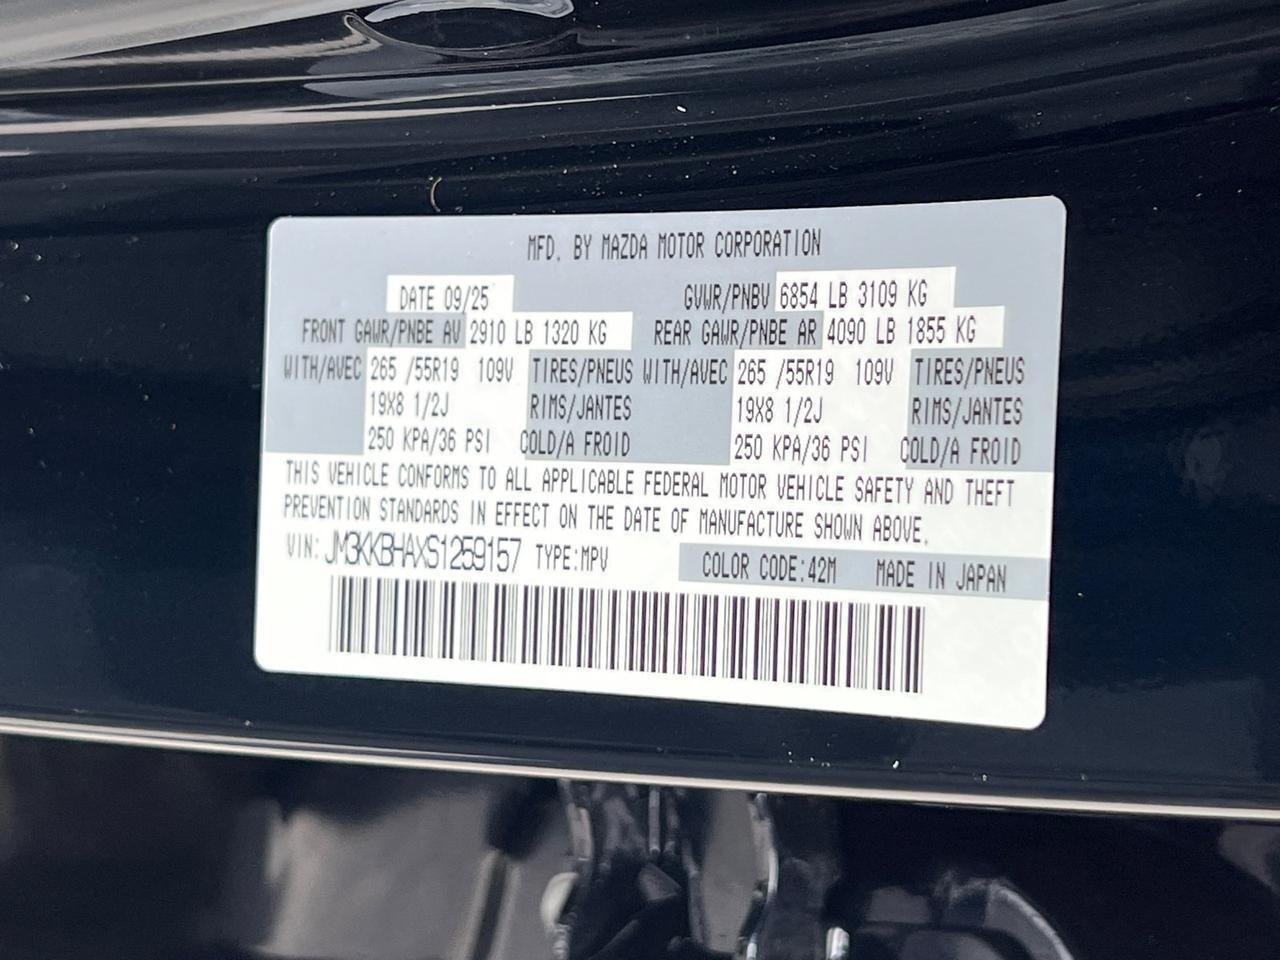 MFD. BY MAZDA MOTOR CORPORATION
DATE 09/25 GVWR/PNBV 6854 LB 3109 KG
FRONT GAWR/PNBE AV 2910 LB 1320 KG REAR GAWR/PNBE AR 4090 LB 1855 KG
WITH/AVEC 265 /55R19 109V TIRES/PNEUS WITH/AVEC 265 /55R19 109V TIRES/PNEUS
19X8 1/2J RIMS/JANTES 19X8 1/2J RIMS/JANTES
250 KPA/36 PSI COLD/A FROID 250 KPA/36 PSI COLD/A FROID
THIS VEHICLE CONFORMS TO ALL APPLICABLE FEDERAL MOTOR VEHICLE SAFETY AND THEFT
PREVENTION STANDARDS IN EFFECT ON THE DATE OF MANUFACTURE SHOWN ABOVE.
VIN: JM3KKBHAXS1259157 TYPE:MPV COLOR CODE:42M MADE IN JAPAN